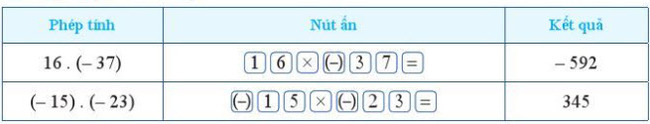 Phép tính Nút ấn Kết quả
16 . (– 37) 1 6 × (–) 3 7 = – 592
(– 15) . (– 23) (–) 1 5 × (–) 2 3 = 345